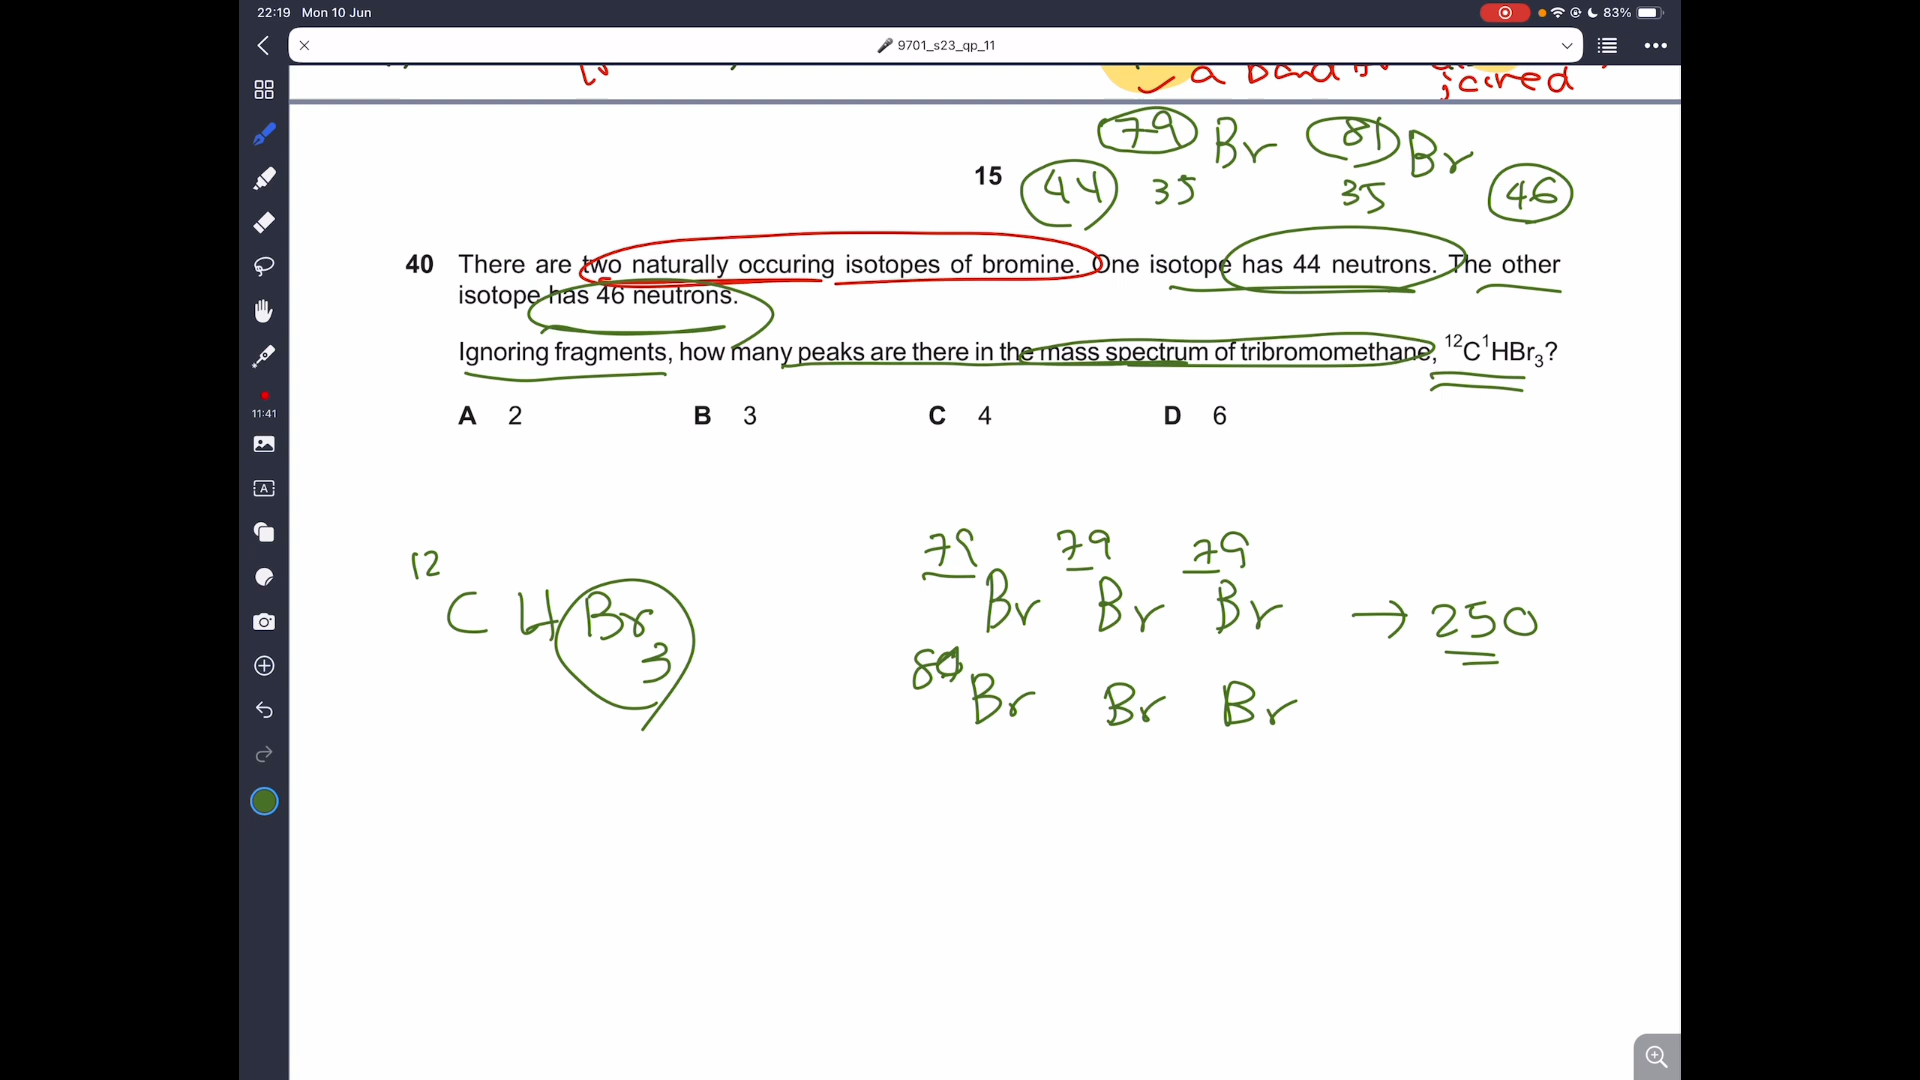 22:19 Mon 10 Jun
83%
9701_s23_qp_11
a
joined
79 Br 81 Br
15 44 35 35 46
40 There are two naturally occuring isotopes of bromine. One isotope has 44 neutrons. The other
isotope has 46 neutrons.
Ignoring fragments, how many peaks are there in the mass spectrum of tribromomethane, ¹²C¹HBr₃?
A 2 B 3 C 4 D 6
11:41
A
12
C H Br 3
79 79 79
Br Br Br → 250
Br Br Br